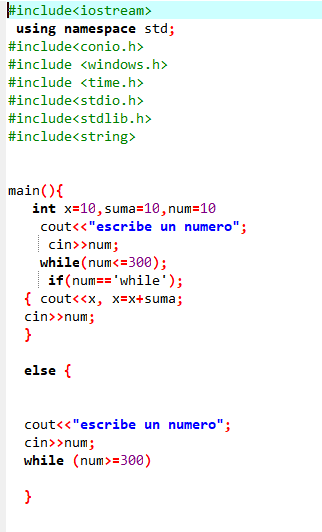 #include<iostream>
using namespace std;
#include<conio.h>
#include <windows.h>
#include <time.h>
#include<stdio.h>
#include<stdlib.h>
#include<string>
main(){
int x=10,suma=10,num=10
cout<<"escribe un numero";
cin>>num;
while(num<=300);
if(num=='while');
{ cout<<x, x=x+suma;
cin>>num;
}
else {
cout<<"escribe un numero";
cin>>num;
while (num>=300)
}